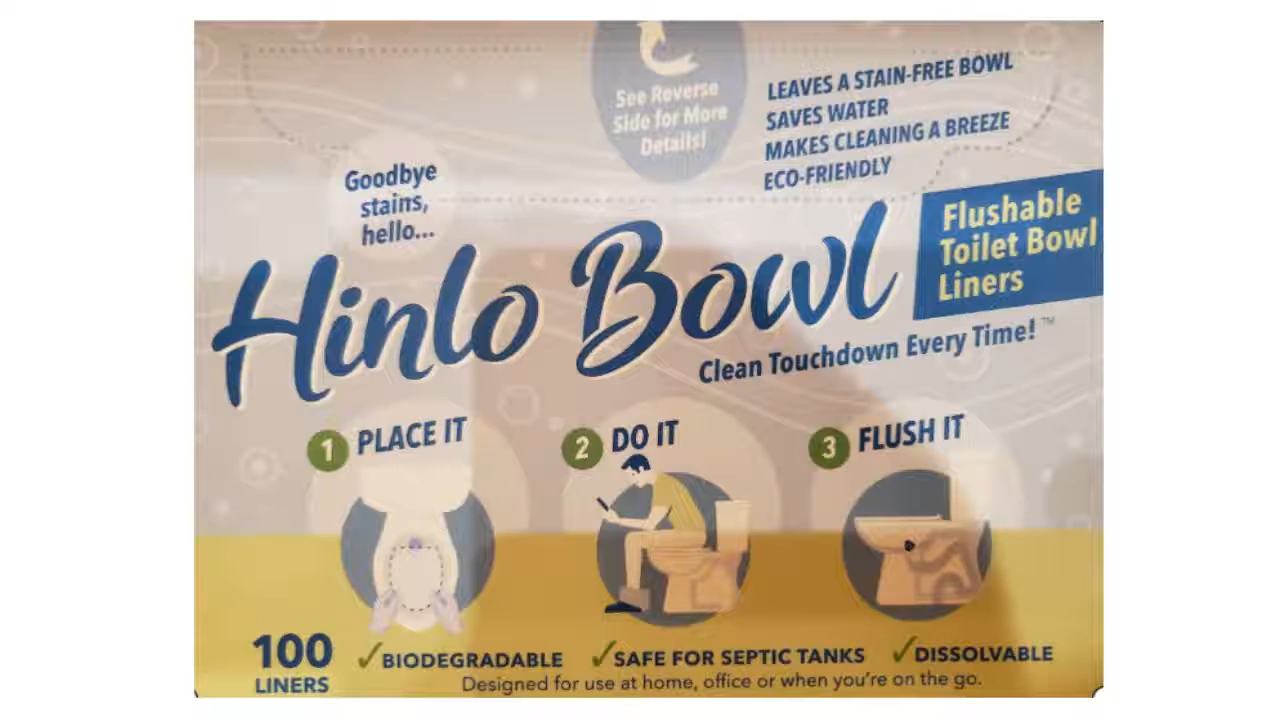 See Reverse
Side for More
Details!
LEAVES A STAIN-FREE BOWL
SAVES WATER
MAKES CLEANING A BREEZE
ECO-FRIENDLY
Goodbye
stains,
hello...
Hinlo Bowl
Flushable
Toilet Bowl
Liners
Clean Touchdown Every Time!™
1 PLACE IT
2 DO IT
3 FLUSH IT
100
LINERS
✓BIODEGRADABLE ✓SAFE FOR SEPTIC TANKS ✓DISSOLVABLE
Designed for use at home, office or when you're on the go.